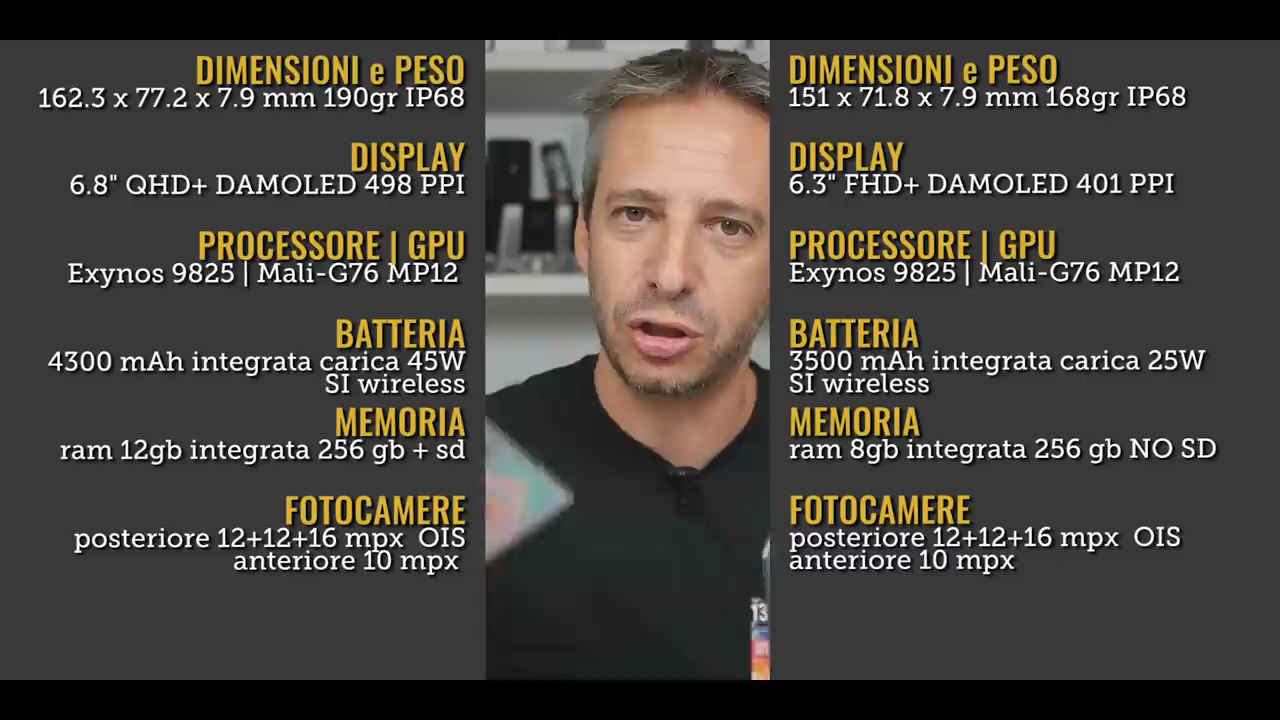 DIMENSIONI e PESO
162.3 x 77.2 x 7.9 mm 190gr IP68
DISPLAY
6.8" QHD+ DAMOLED 498 PPI
PROCESSORE | GPU
Exynos 9825 | Mali-G76 MP12
BATTERIA
4300 mAh integrata carica 45W
SI wireless
MEMORIA
ram 12gb integrata 256 gb + sd
FOTOCAMERE
posteriore 12+12+16 mpx OIS
anteriore 10 mpx
DIMENSIONI e PESO
151 x 71.8 x 7.9 mm 168gr IP68
DISPLAY
6.3" FHD+ DAMOLED 401 PPI
PROCESSORE | GPU
Exynos 9825 | Mali-G76 MP12
BATTERIA
3500 mAh integrata carica 25W
SI wireless
MEMORIA
ram 8gb integrata 256 gb NO SD
FOTOCAMERE
posteriore 12+12+16 mpx OIS
anteriore 10 mpx
13